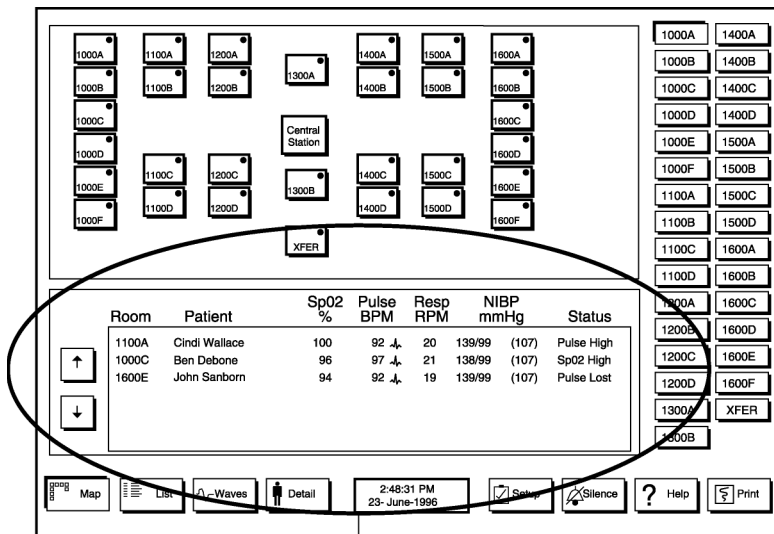 1000A 1100A 1200A 1300A 1400A 1500A 1600A
1000B 1100B 1200B 1400B 1500B 1600B
1000C Central Station 1600C
1000D 1100C 1200C 1300B 1400C 1500C 1600D
1000E 1100D 1200D 1400D 1500D 1600E
1000F XFER 1600F
1000A 1400A
1000B 1400B
1000C 1400C
1000D 1400D
1000E 1500A
1000F 1500B
1100A 1500C
1100B 1500D
1100C 1600A
1100D 1600B
1200A 1600C
1200B 1600D
1200C 1600E
1200D 1600F
1300A XFER
1300B
Sp02 Pulse Resp NIBP
Room Patient % BPM RPM mmHg Status
1100A Cindi Wallace 100 92 20 139/99 (107) Pulse High
1000C Ben Debone 96 97 21 138/99 (107) Sp02 High
1600E John Sanborn 94 92 19 139/99 (107) Pulse Lost
Map List Waves Detail 2:48:31 PM Setup Silence ? Help Print
23- June-1996